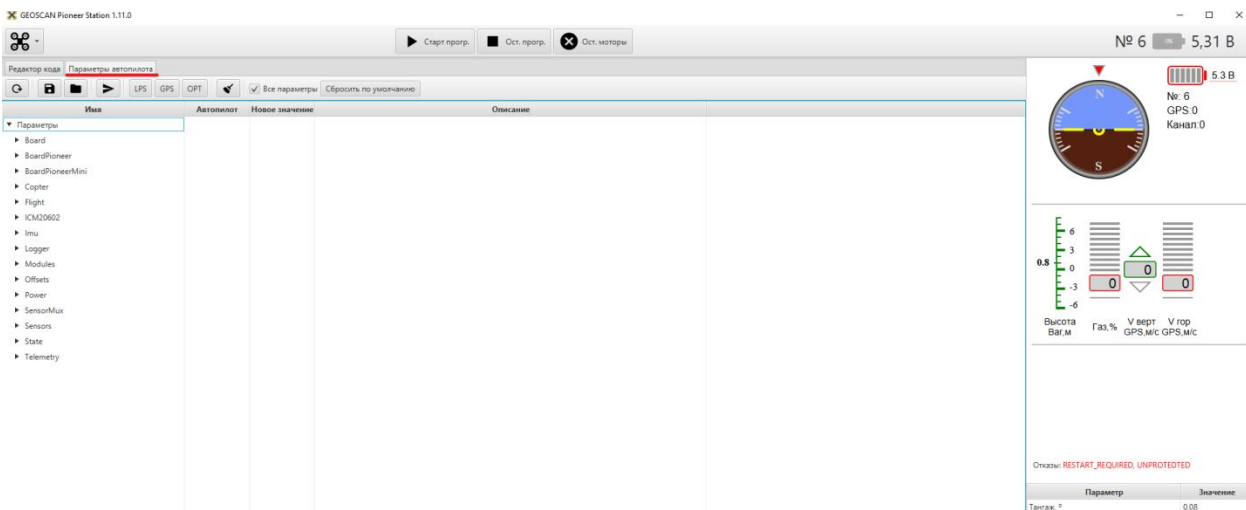 GEOSCAN Pioneer Station 1.11.0
Старт прогр. Ост. прогр. Ост. моторы № 6 5,31 В
Редактор кода Параметры автопилота
LPS GPS OPT Все параметры Сбросить по умолчанию
Имя Автопилот Новое значение Описание
Параметры
Board
BoardPioneer
BoardPioneerMini
Copter
Flight
ICM20602
Imu
Logger
Modules
Offsets
Power
SensorMux
Sensors
State
Telemetry
5.3 В
№: 6
GPS:0
Канал:0
N
S
6
3
0.8 0 0
-3 0 0
-6
Высота Газ,% V верт V гор
Ваг,м GPS,м/с GPS,м/с
Отказы: RESTART_REQUIRED, UNPROTEDTED
Параметр Значение
Тангаж, ° 0.08